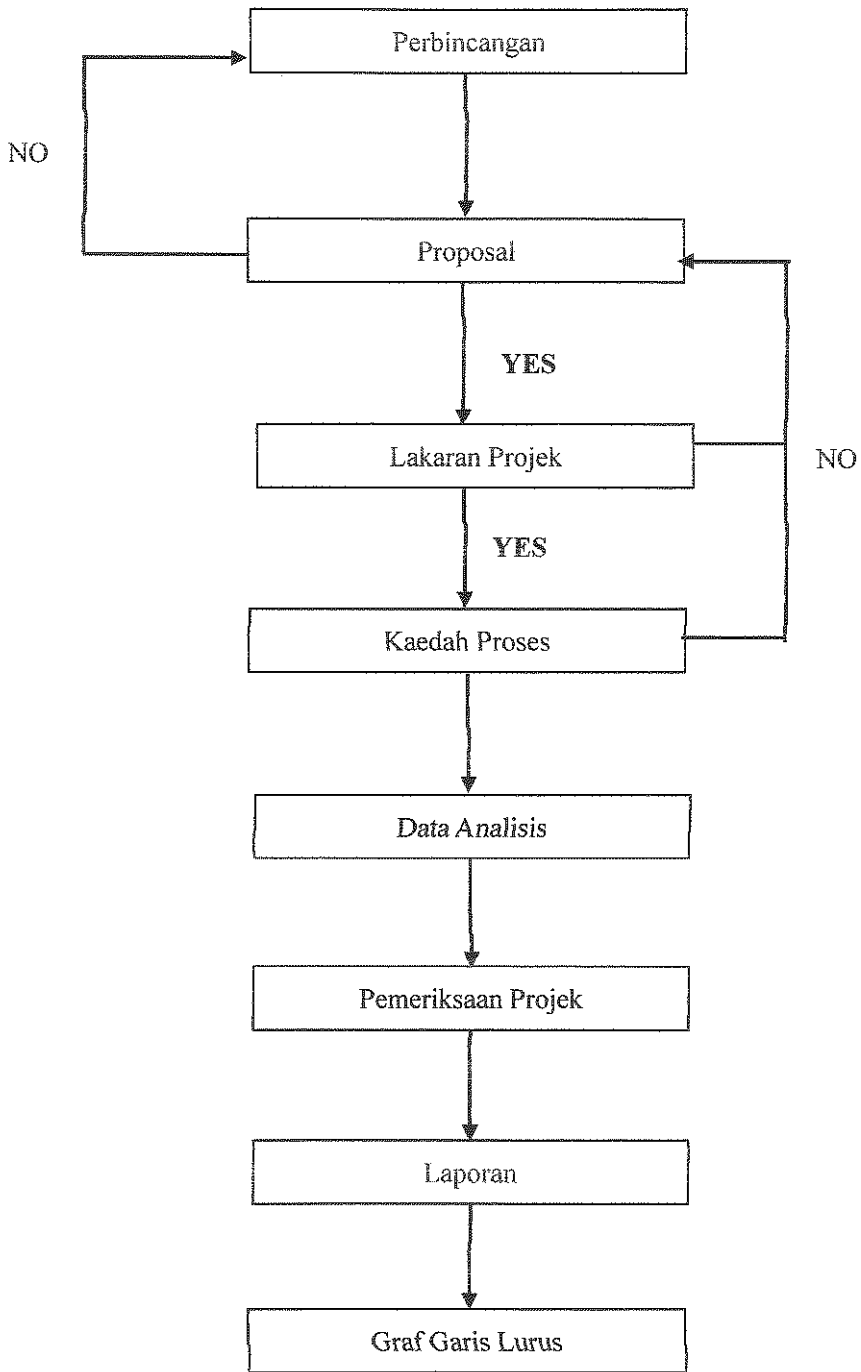 Perbincangan
NO
Proposal
YES
Lakaran Projek
NO
YES
Kaedah Proses
Data Analisis
Pemeriksaan Projek
Laporan
Graf Garis Lurus